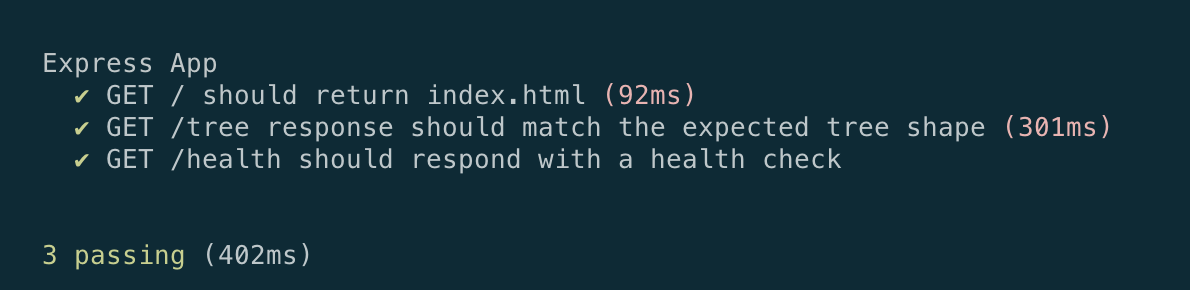 Express App
✔ GET / should return index.html (92ms)
✔ GET /tree response should match the expected tree shape (301ms)
✔ GET /health should respond with a health check
3 passing (402ms)